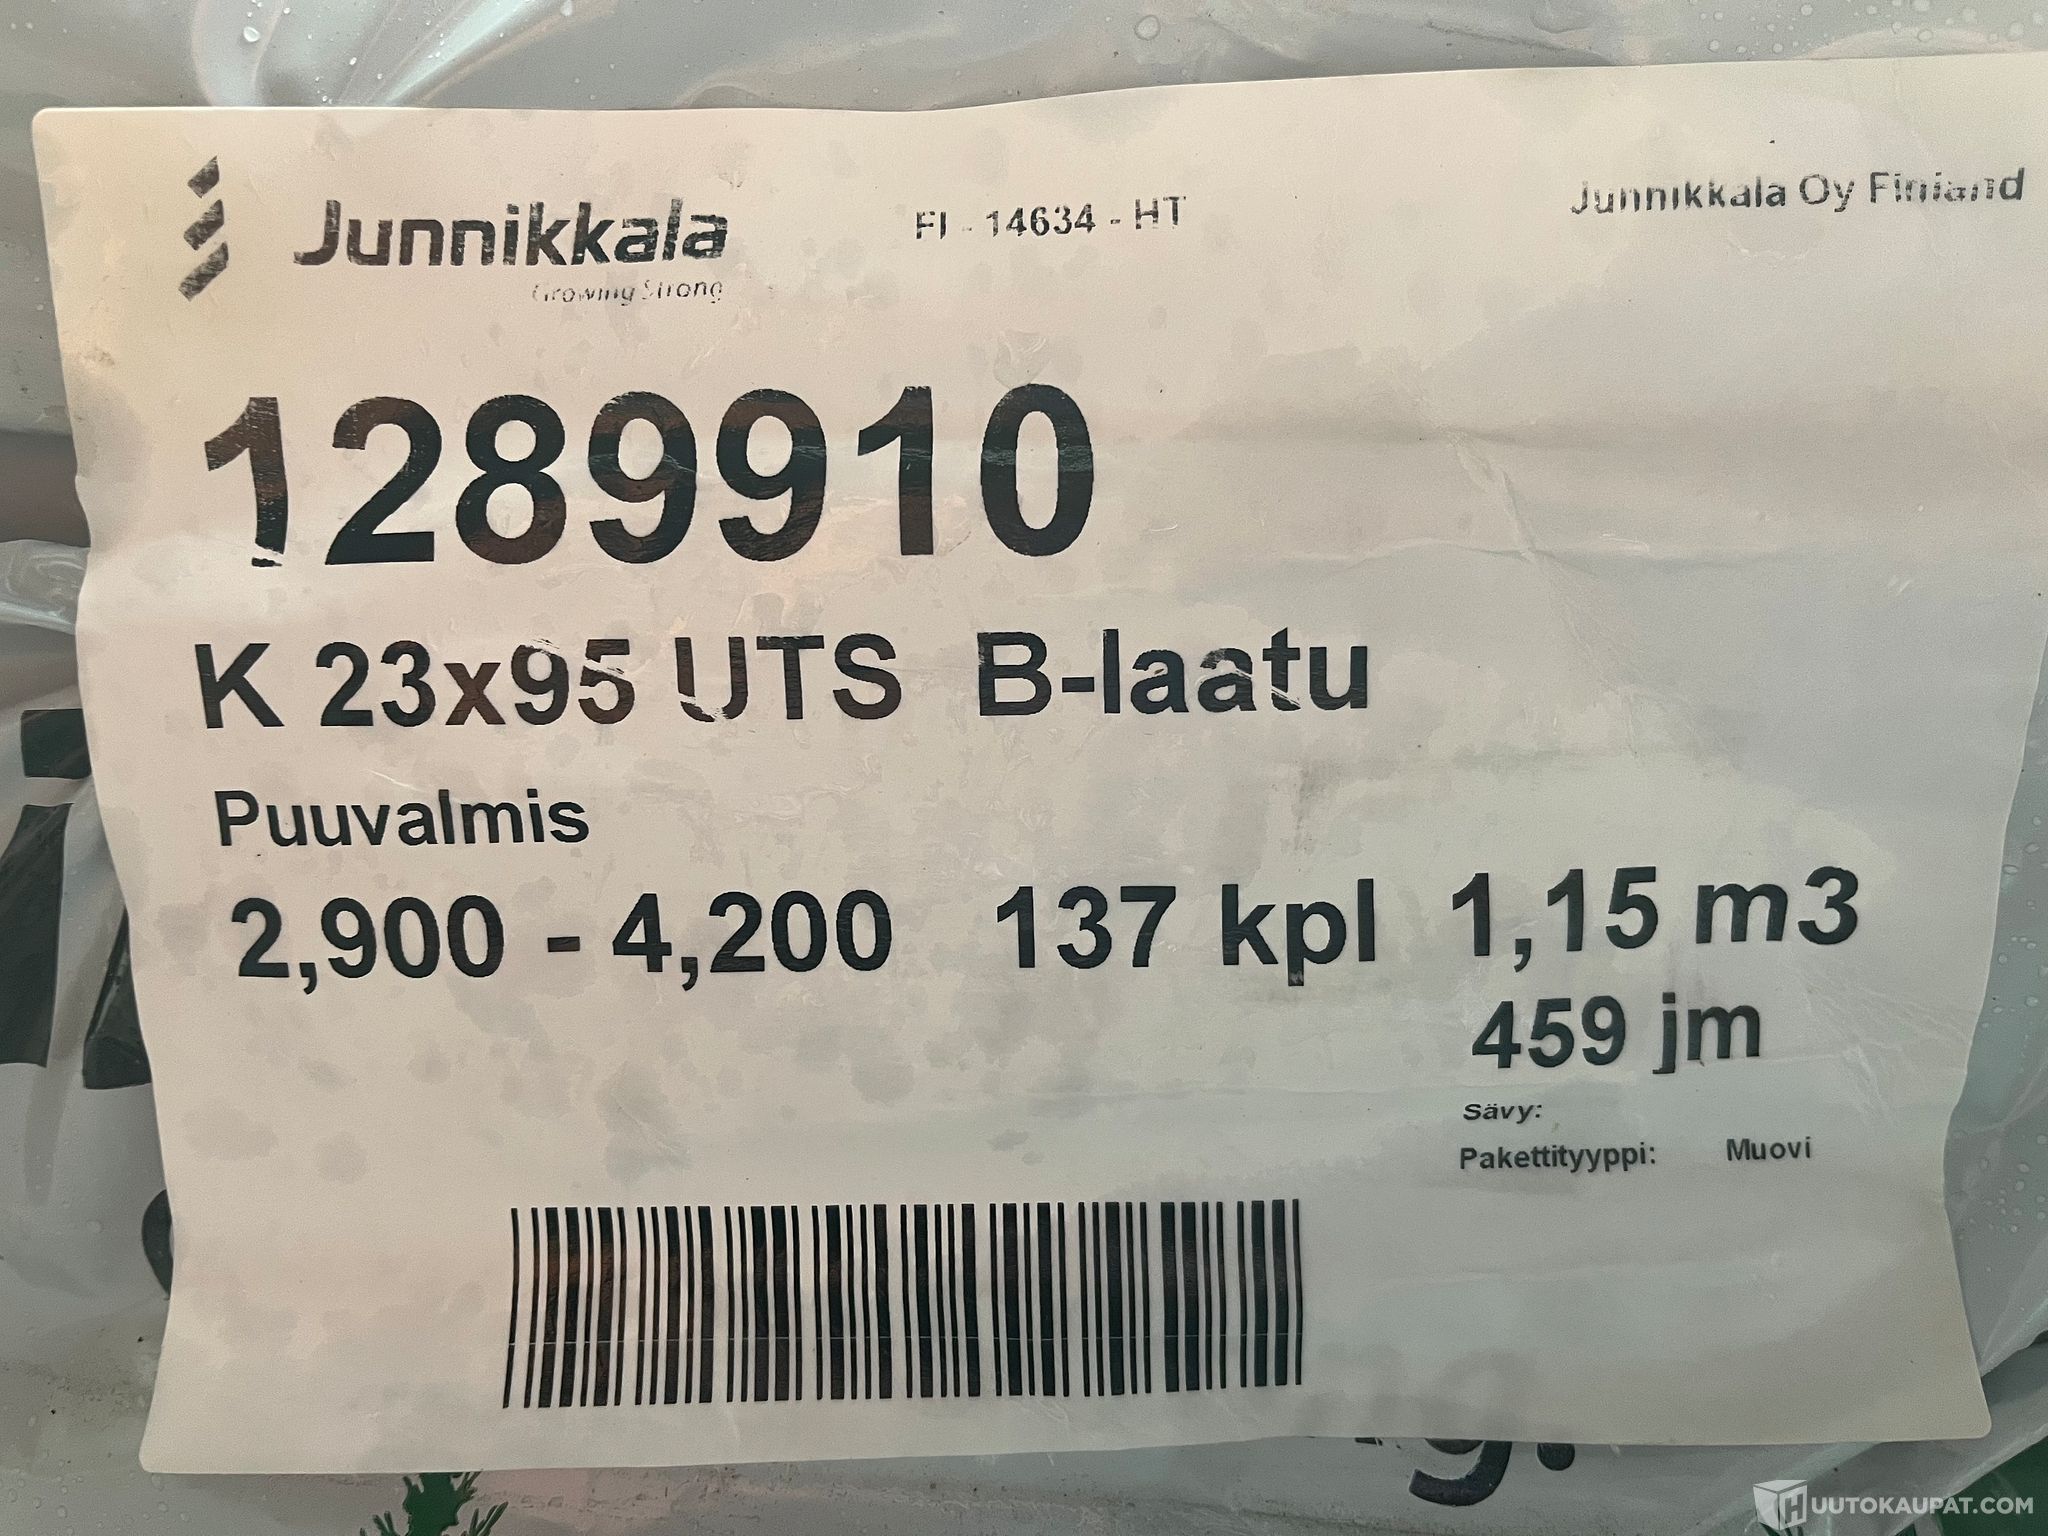 Junnikkala
Growing Strong
FI - 14634 - HT
Junnikkala Oy Finland
1289910
K 23x95 UTS B-laatu
Puuvalmis
2,900 - 4,200 137 kpl 1,15 m3
459 jm
Sävy:
Pakettityyppi: Muovi
HUUTOKAUPAT.COM